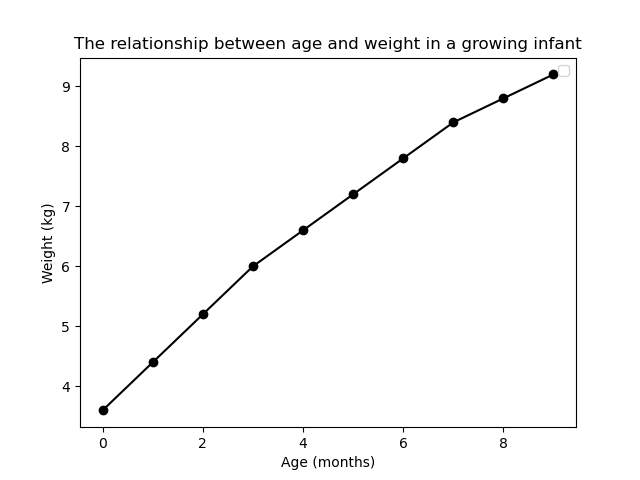 The relationship between age and weight in a growing infant
9
8
7
6
5
4
Weight (kg)
0 2 4 6 8
Age (months)